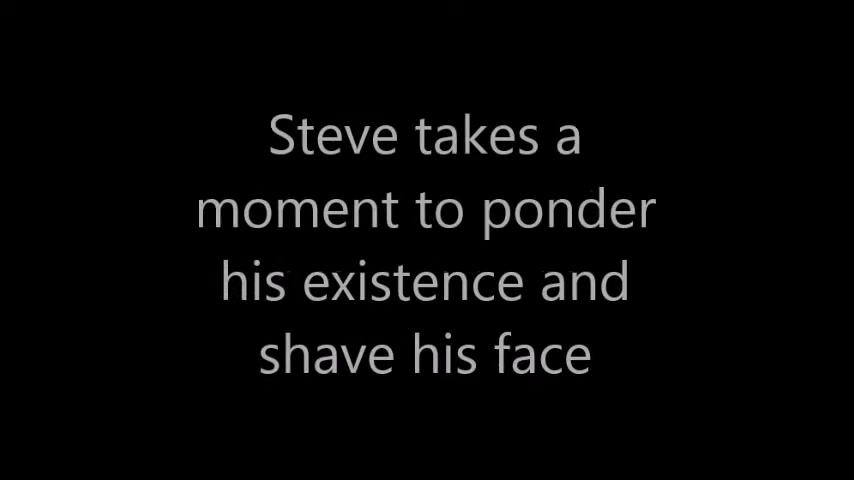 Steve takes a
moment to ponder
his existence and
shave his face